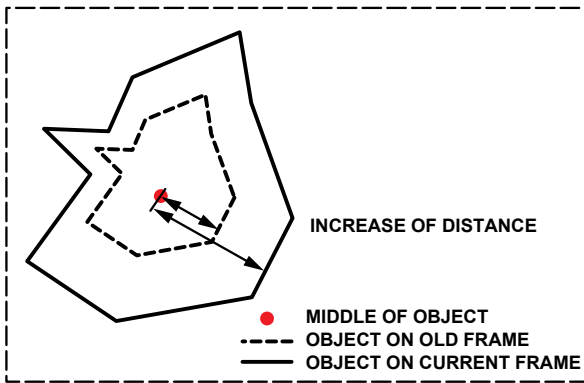 INCREASE OF DISTANCE
MIDDLE OF OBJECT
OBJECT ON OLD FRAME
OBJECT ON CURRENT FRAME